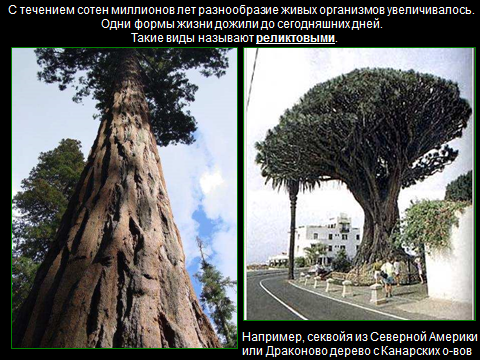 С течением сотен миллионов лет разнообразие живых организмов увеличивалось.
Одни формы жизни дожили до сегодняшних дней.
Такие виды называют реликтовыми.
Например, секвойя из Северной Америки
или Драконово дерево с Канарских о-вов